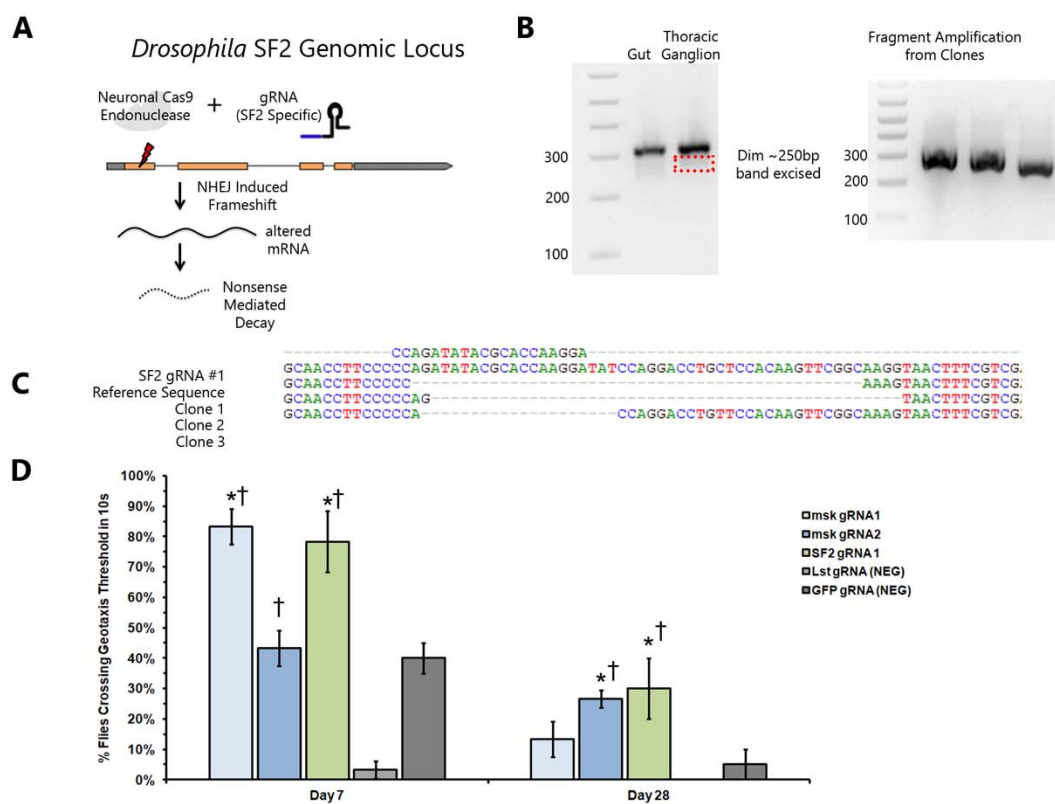 A
Drosophila SF2 Genomic Locus
Neuronal Cas9
Endonuclease
+
gRNA
(SF2 Specific)
NHEJ Induced
Frameshift
altered
mRNA
Nonsense
Mediated
Decay
B
Gut
Thoracic
Ganglion
300
200
100
Dim ~250bp
band excised
Fragment Amplification
from Clones
300
200
100
C
SF2 gRNA #1
Reference Sequence
Clone 1
Clone 2
Clone 3
CCAGATATACGCACCAAGGA
GCAACCTTCCCCCAGATATACGCACCAAGGATATCCAGGACCTGCTCCACAAGTTCGGCAAGGTAACTTTCGTCGA
GCAACCTTCCCCC AAAGTAACTTTCGTCGA
GCAACCTTCCCCCAG TAACTTTCGTCGA
GCAACCTTCCCCCA CCAGGACCTGTTCCACAAGTTCGGCAAAGTAACTTTCGTCGA
D
% Flies Crossing Geotaxis Threshold in 10s
100%
90%
80%
70%
60%
50%
40%
30%
20%
10%
0%
*†
†
*†
*†
*†
Day 7
Day 28
msk gRNA1
msk gRNA2
SF2 gRNA1
Lst gRNA (NEG)
GFP gRNA (NEG)